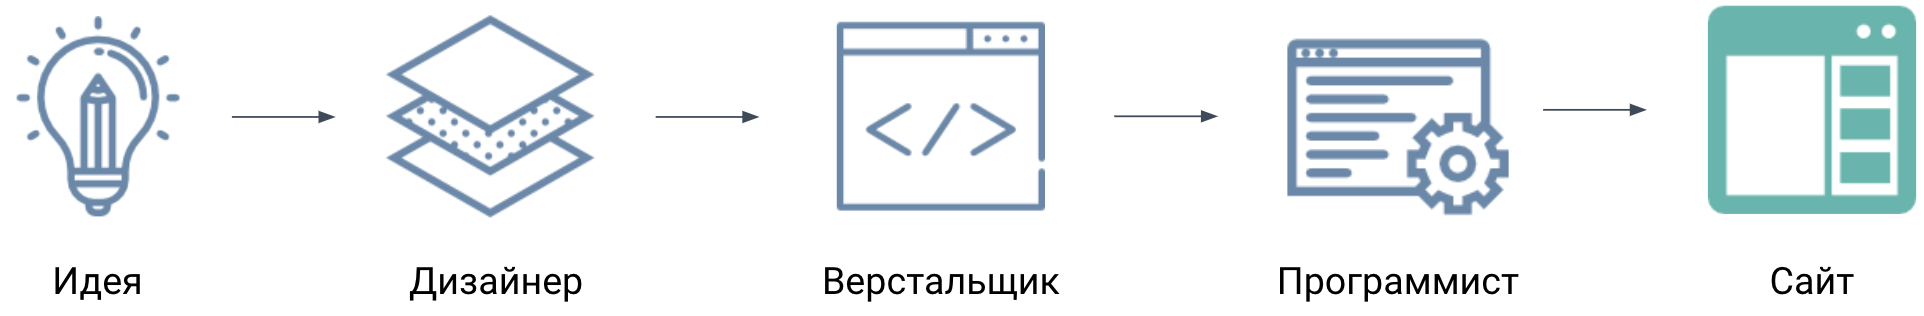 Идея
Дизайнер
Верстальщик
Программист
Сайт